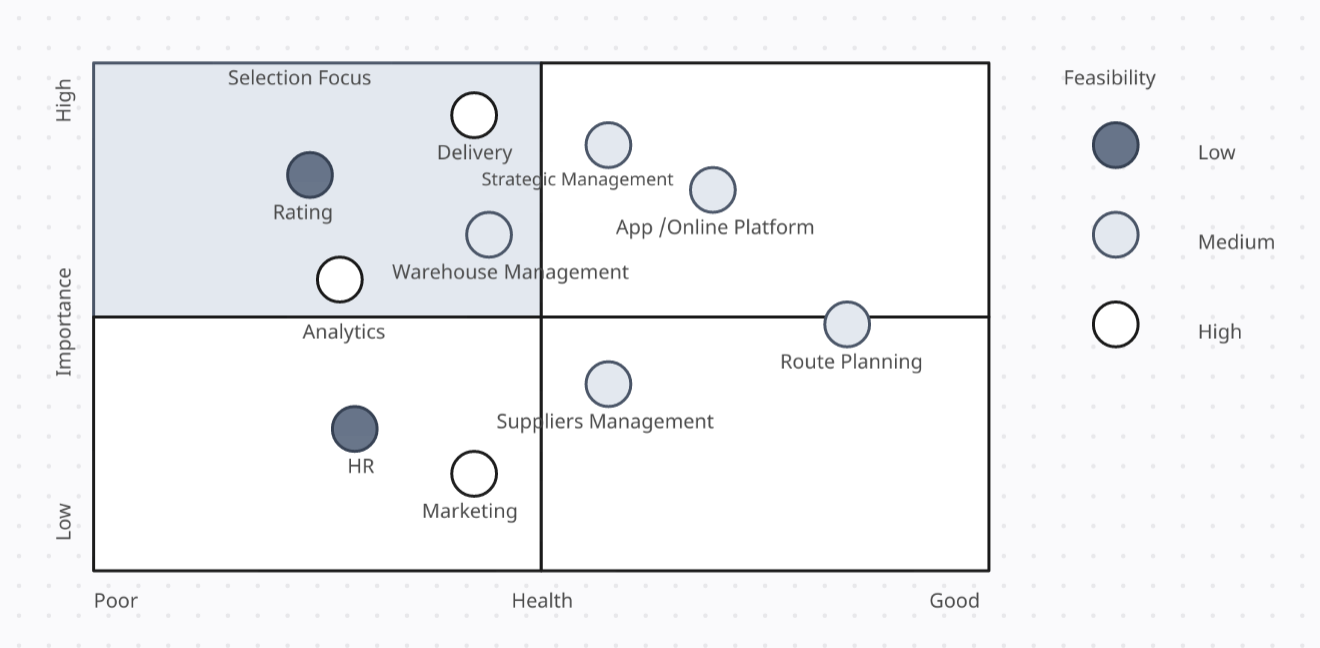 Selection Focus
Feasibility
High
Delivery
Low
Strategic Management
Rating
App /Online Platform
Medium
Warehouse Management
Importance
Analytics
High
Route Planning
Suppliers Management
HR
Marketing
Low
Poor
Health
Good